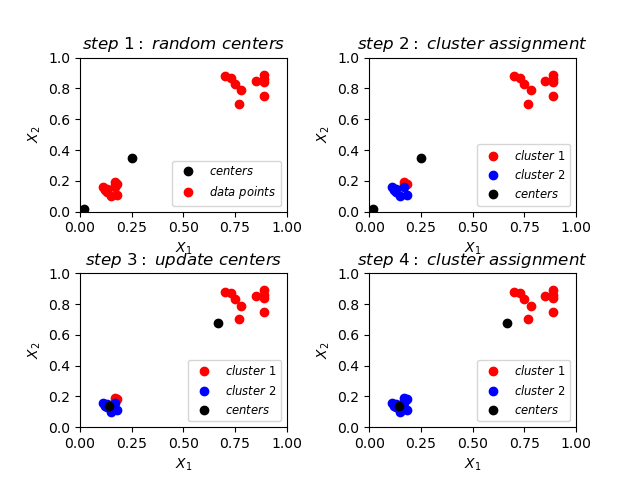 step 1: random centers
1.0
0.8
0.6
0.4
0.2
0.0
X2
0.00 0.25 0.50 0.75 1.00
X1
centers
data points
step 2: cluster assignment
1.0
0.8
0.6
0.4
0.2
0.0
X2
0.00 0.25 0.50 0.75 1.00
X1
cluster 1
cluster 2
centers
step 3: update centers
1.0
0.8
0.6
0.4
0.2
0.0
X2
0.00 0.25 0.50 0.75 1.00
X1
cluster 1
cluster 2
centers
step 4: cluster assignment
1.0
0.8
0.6
0.4
0.2
0.0
X2
0.00 0.25 0.50 0.75 1.00
X1
cluster 1
cluster 2
centers